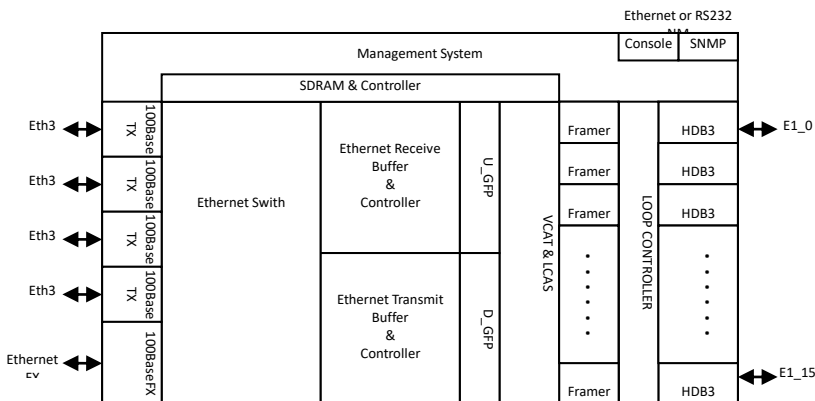 Ethernet or RS232
NM
Console
SNMP
Management System
SDRAM & Controller
Eth3
100Base
TX
Framer
HDB3
E1_0
Ethernet Receive
Buffer
&
Controller
U_GFP
Eth3
100Base
TX
Framer
HDB3
Ethernet Swith
VCAT & LCAS
LOOP CONTROLLER
Eth3
100Base
TX
Framer
HDB3
Eth3
100Base
TX
Ethernet Transmit
Buffer
&
Controller
D_GFP
Ethernet
FX
100BaseFX
Framer
HDB3
E1_15